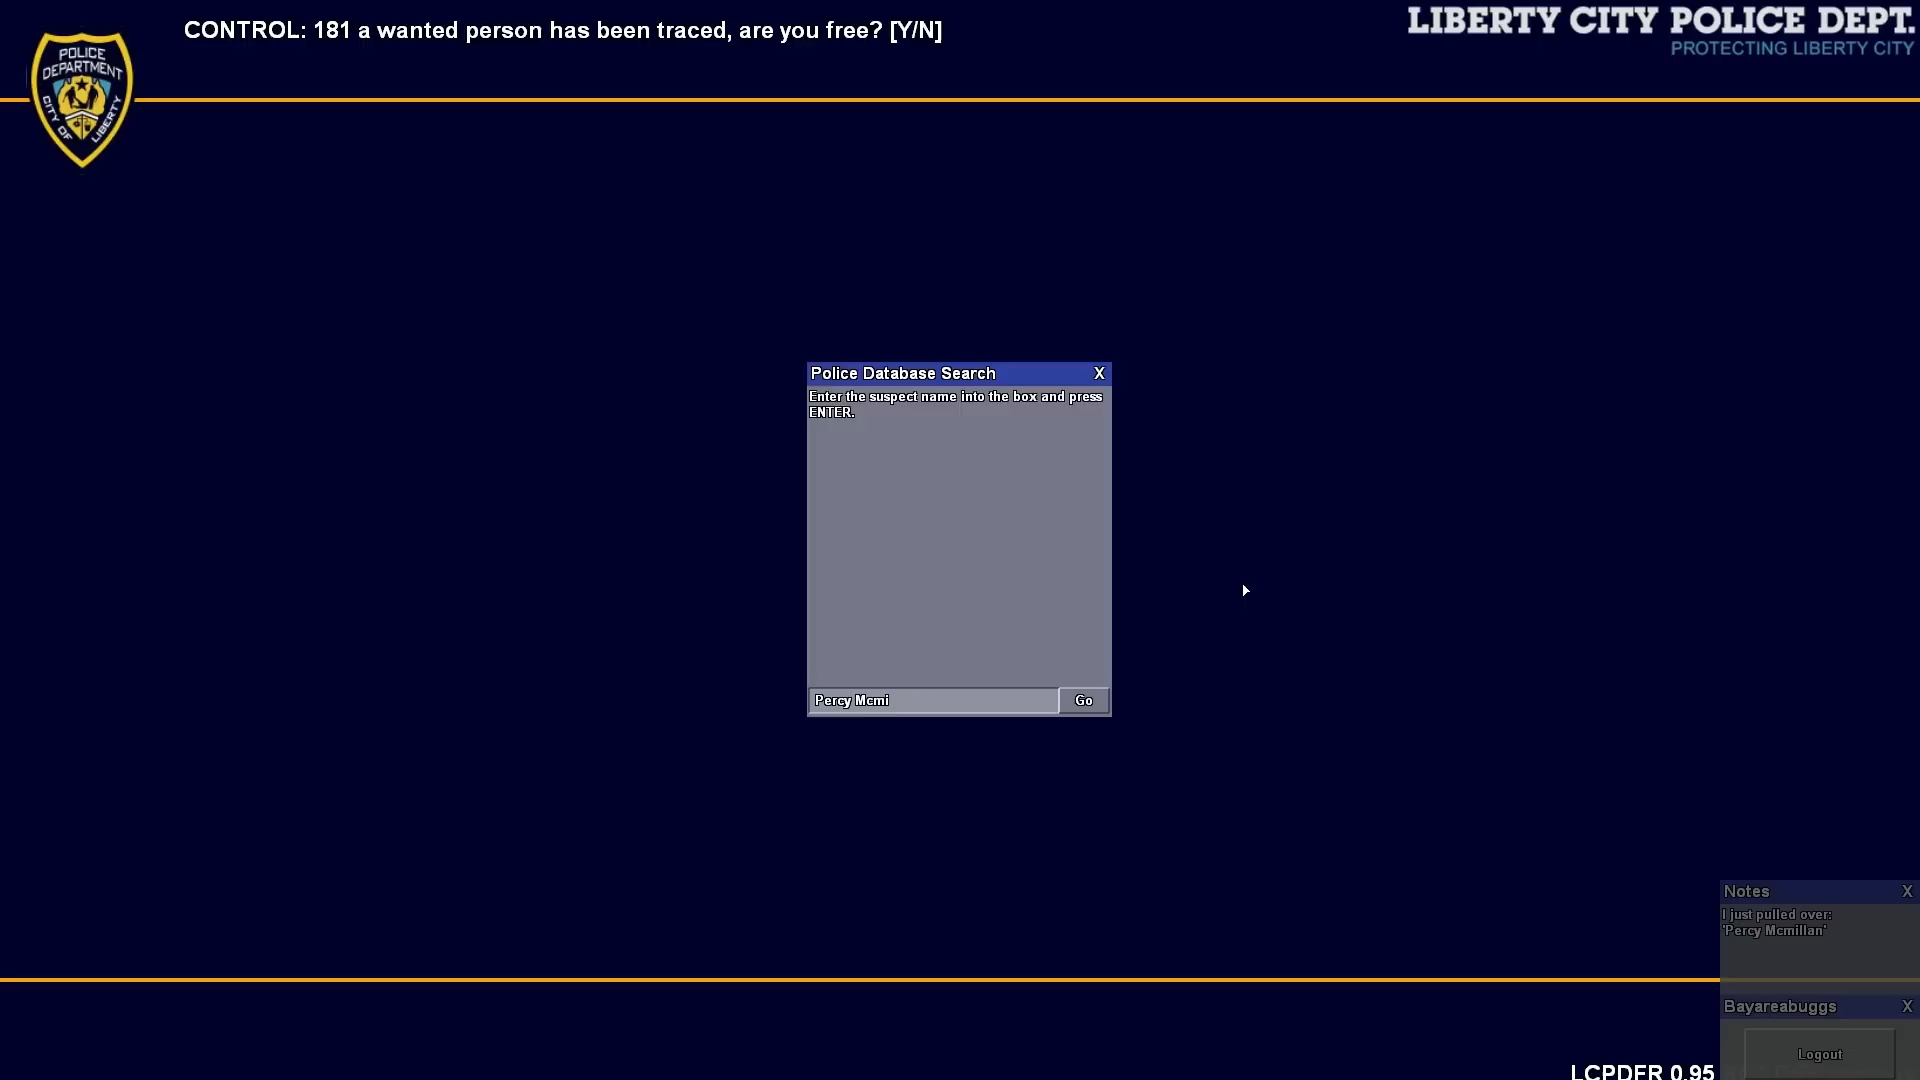 CONTROL: 181 a wanted person has been traced, are you free? [Y/N]
LIBERTY CITY POLICE DEPT.
PROTECTING LIBERTY CITY
POLICE
DEPARTMENT
CITY OF LIBERTY
Police Database Search X
Enter the suspect name into the box and press
ENTER.
Percy Mcmi Go
Notes X
I just pulled over:
'Percy Mcmillan'
Bayareabuggs X
Logout
LCPDFR 0.95